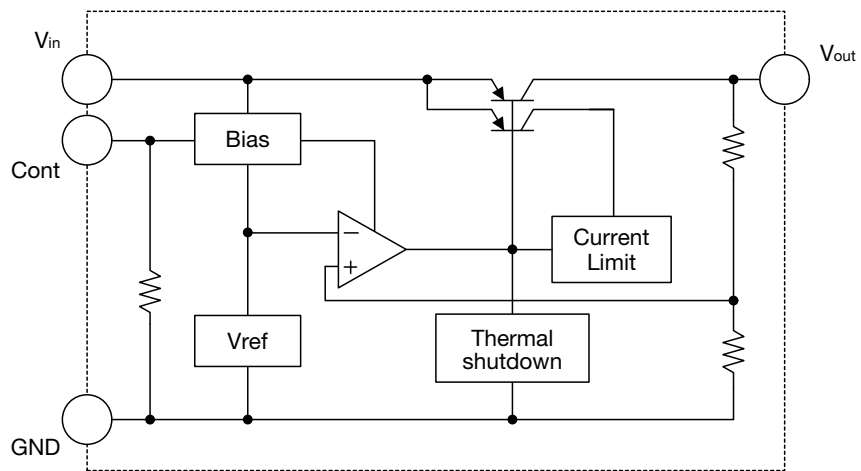 Vin
Vout
Cont
Bias
−
+
Current
Limit
Vref
Thermal
shutdown
GND